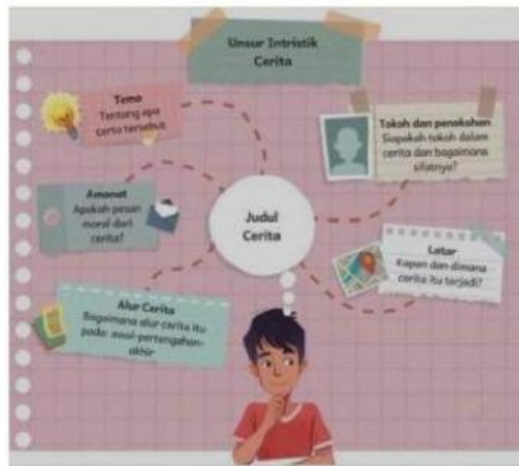 Unsur Intristik
Cerita
Tema
Tentang apa
cerita tersebut
Tokoh dan penokohan
Siapakah tokoh dalam
cerita dan bagaimana
sifatnya?
Amanat
Apakah pesan
moral dari
cerita?
Judul
Cerita
Latar
Kapan dan dimana
cerita itu terjadi?
Alur Cerita
Bagaimana alur cerita itu
pada: awal-pertengahan-
akhir